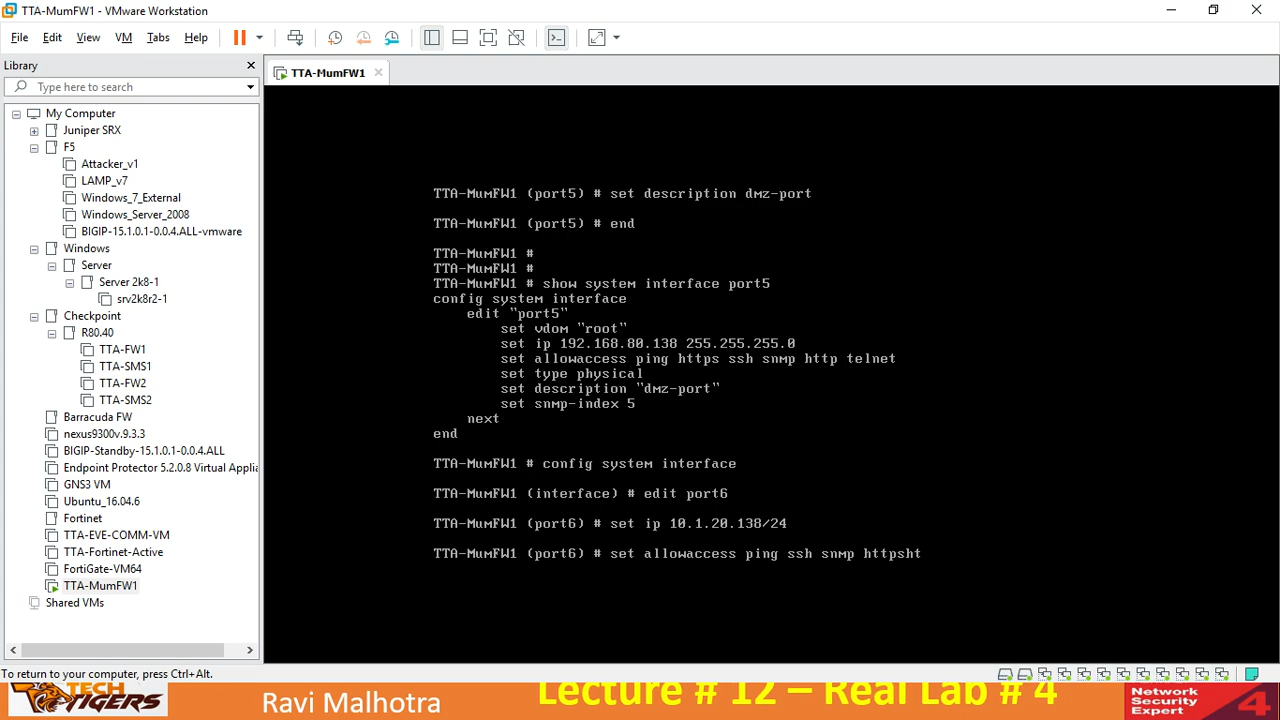 TTA-MumFW1 - VMware Workstation
File Edit View VM Tabs Help
Library
Type here to search
My Computer
Juniper SRX
F5
Attacker_v1
LAMP_v7
Windows_7_External
Windows_Server_2008
BIGIP-15.1.0.1-0.0.4.ALL-vmware
Windows
Server
Server 2k8-1
srv2k8r2-1
Checkpoint
R80.40
TTA-FW1
TTA-SMS1
TTA-FW2
TTA-SMS2
Barracuda FW
nexus9300v.9.3.3
BIGIP-Standby-15.1.0.1-0.0.4.ALL
Endpoint Protector 5.2.0.8 Virtual Appli
GNS3 VM
Ubuntu_16.04.6
Fortinet
TTA-EVE-COMM-VM
TTA-Fortinet-Active
FortiGate-VM64
TTA-MumFW1
Shared VMs
TTA-MumFW1
TTA-MumFW1 (port5) # set description dmz-port
TTA-MumFW1 (port5) # end
TTA-MumFW1 #
TTA-MumFW1 #
TTA-MumFW1 # show system interface port5
config system interface
edit "port5"
set vdom "root"
set ip 192.168.80.138 255.255.255.0
set allowaccess ping https ssh snmp http telnet
set type physical
set description "dmz-port"
set snmp-index 5
next
end
TTA-MumFW1 # config system interface
TTA-MumFW1 (interface) # edit port6
TTA-MumFW1 (port6) # set ip 10.1.20.138/24
TTA-MumFW1 (port6) # set allowaccess ping ssh snmp httpsht
To return to your computer, press Ctrl+Alt.
TECH
TIGERS
Ravi Malhotra
Lecture # 12 – Real Lab # 4
Network
Security
Expert
4